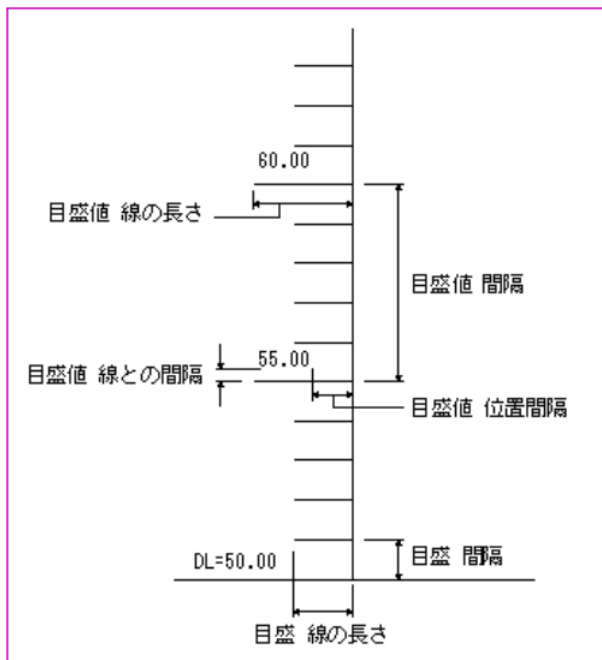 60.00
目盛値 線の長さ
目盛値 間隔
55.00
目盛値 線との間隔
目盛値 位置間隔
DL=50.00
目盛 間隔
目盛 線の長さ